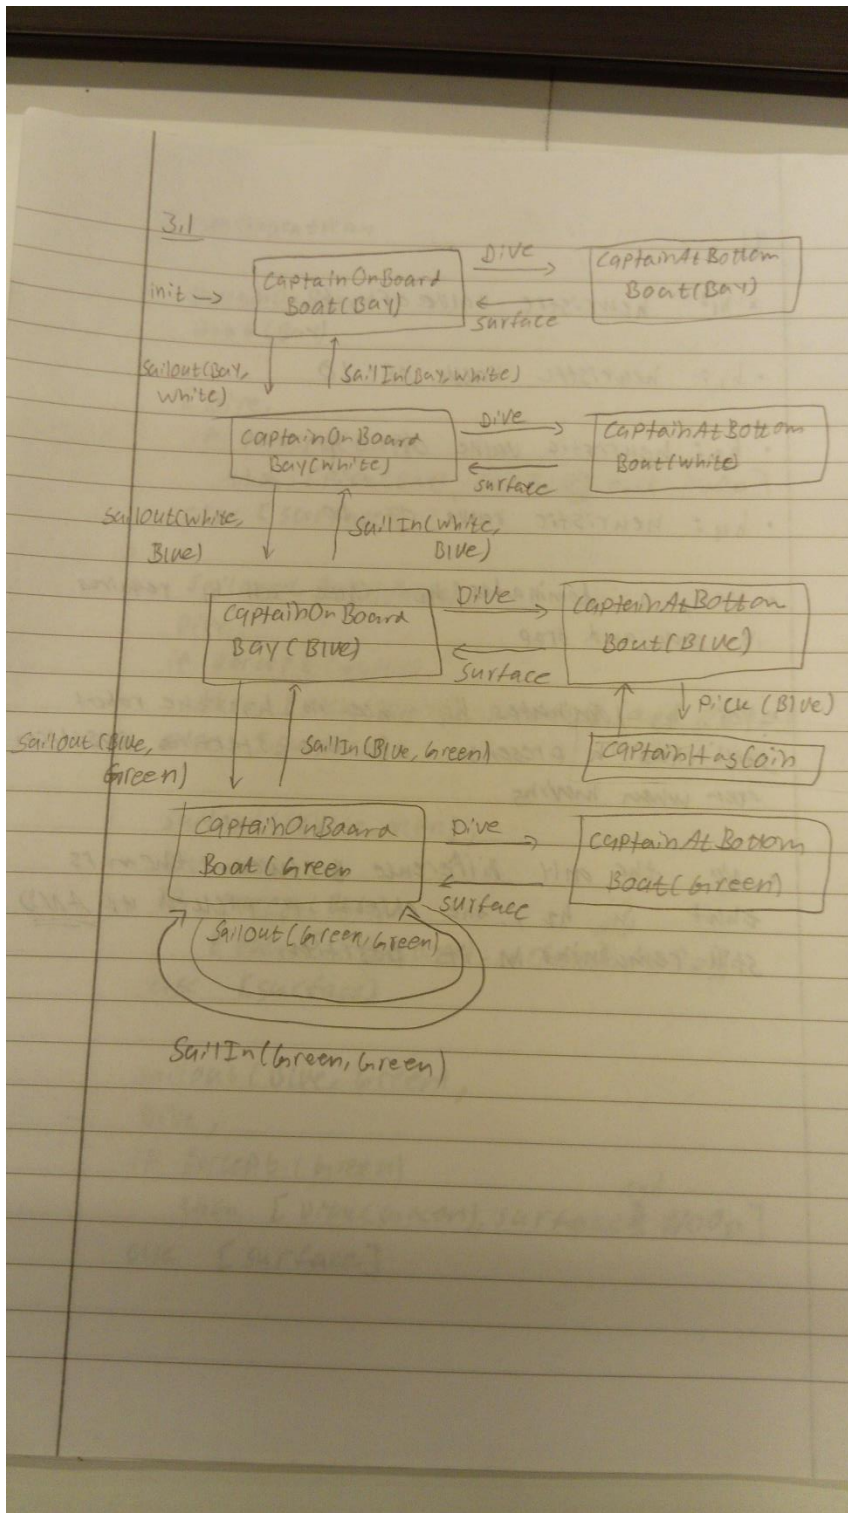 3.1
init →
CaptainOnBoard
Boat(Bay)
Dive
surface
CaptainAtBottom
Boat(Bay)
Sailout(Bay,
White)
SailIn(Bay,White)
CaptainOnBoard
Bay(White)
Dive
surface
CaptainAtBottom
Boat(White)
Sailout(White,
Blue)
SailIn(White,
Blue)
CaptainOnBoard
Bay(Blue)
Dive
Surface
CaptainAtBottom
Boat(Blue)
Pick(Blue)
CaptainHasCoin
Sailout(Blue,
Green)
SailIn(Blue,Green)
CaptainOnBoard
Boat(Green
Dive
surface
CaptainAtBottom
Boat(Green)
Sailout(Green,Green)
SailIn(Green,Green)